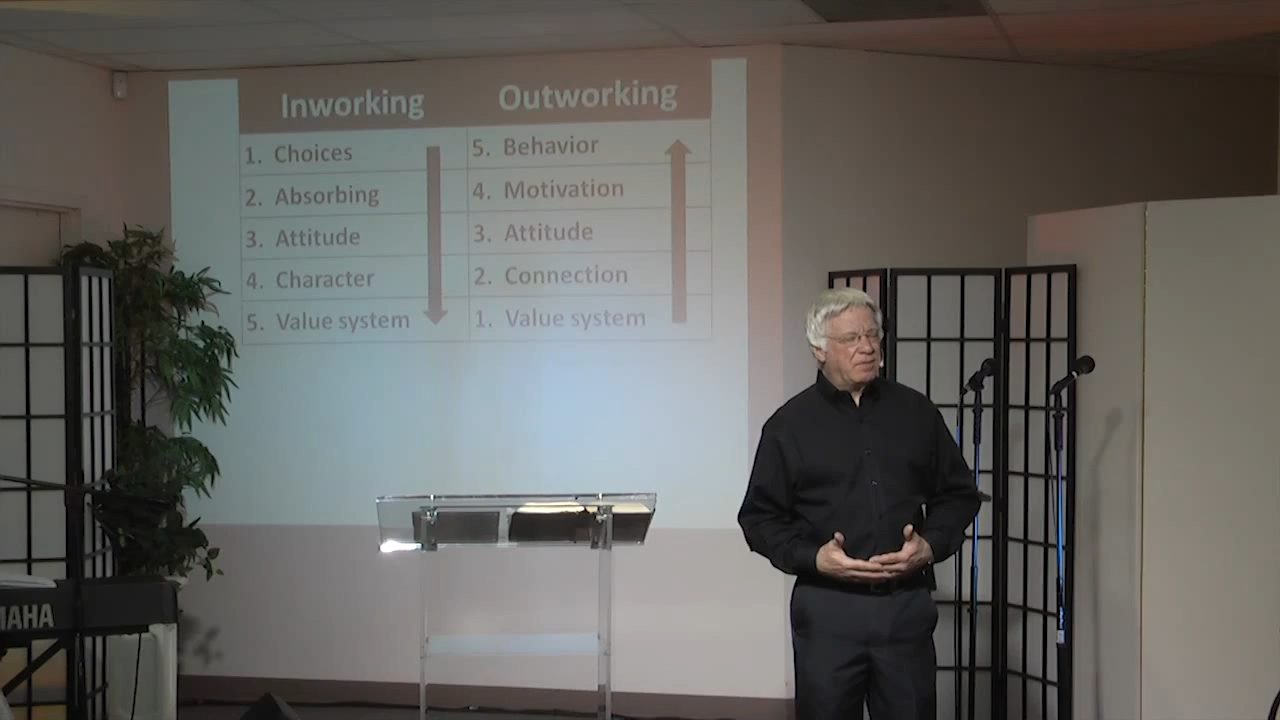 Inworking Outworking
1. Choices 5. Behavior
2. Absorbing 4. Motivation
3. Attitude 3. Attitude
4. Character 2. Connection
5. Value system 1. Value system
MAHA